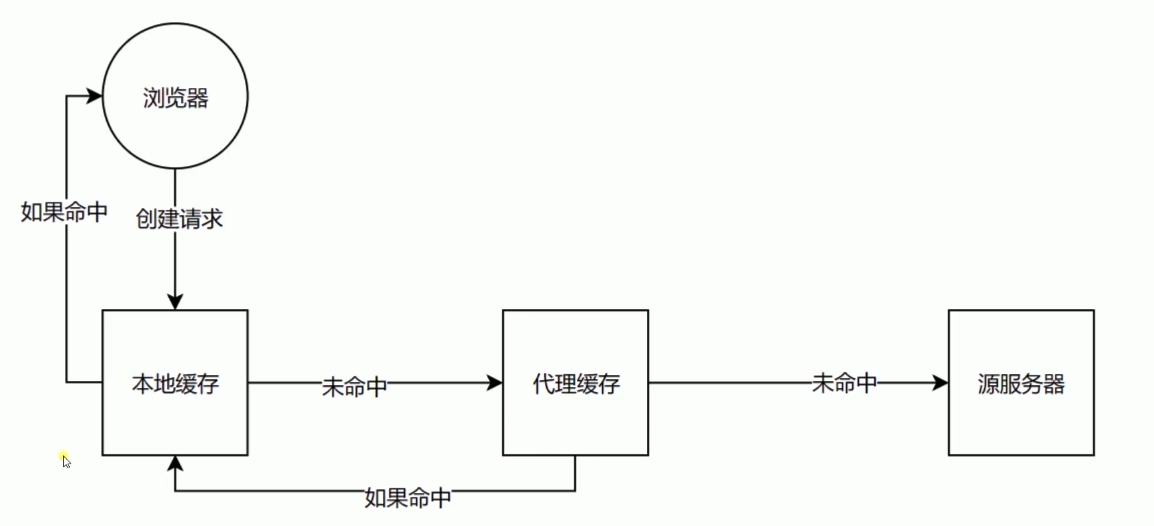 浏览器
如果命中
创建请求
本地缓存
未命中
代理缓存
未命中
源服务器
如果命中